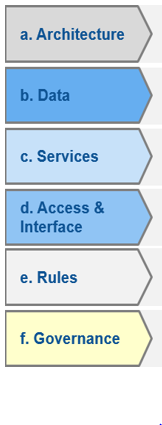 a. Architecture
b. Data
c. Services
d. Access &
Interface
e. Rules
f. Governance